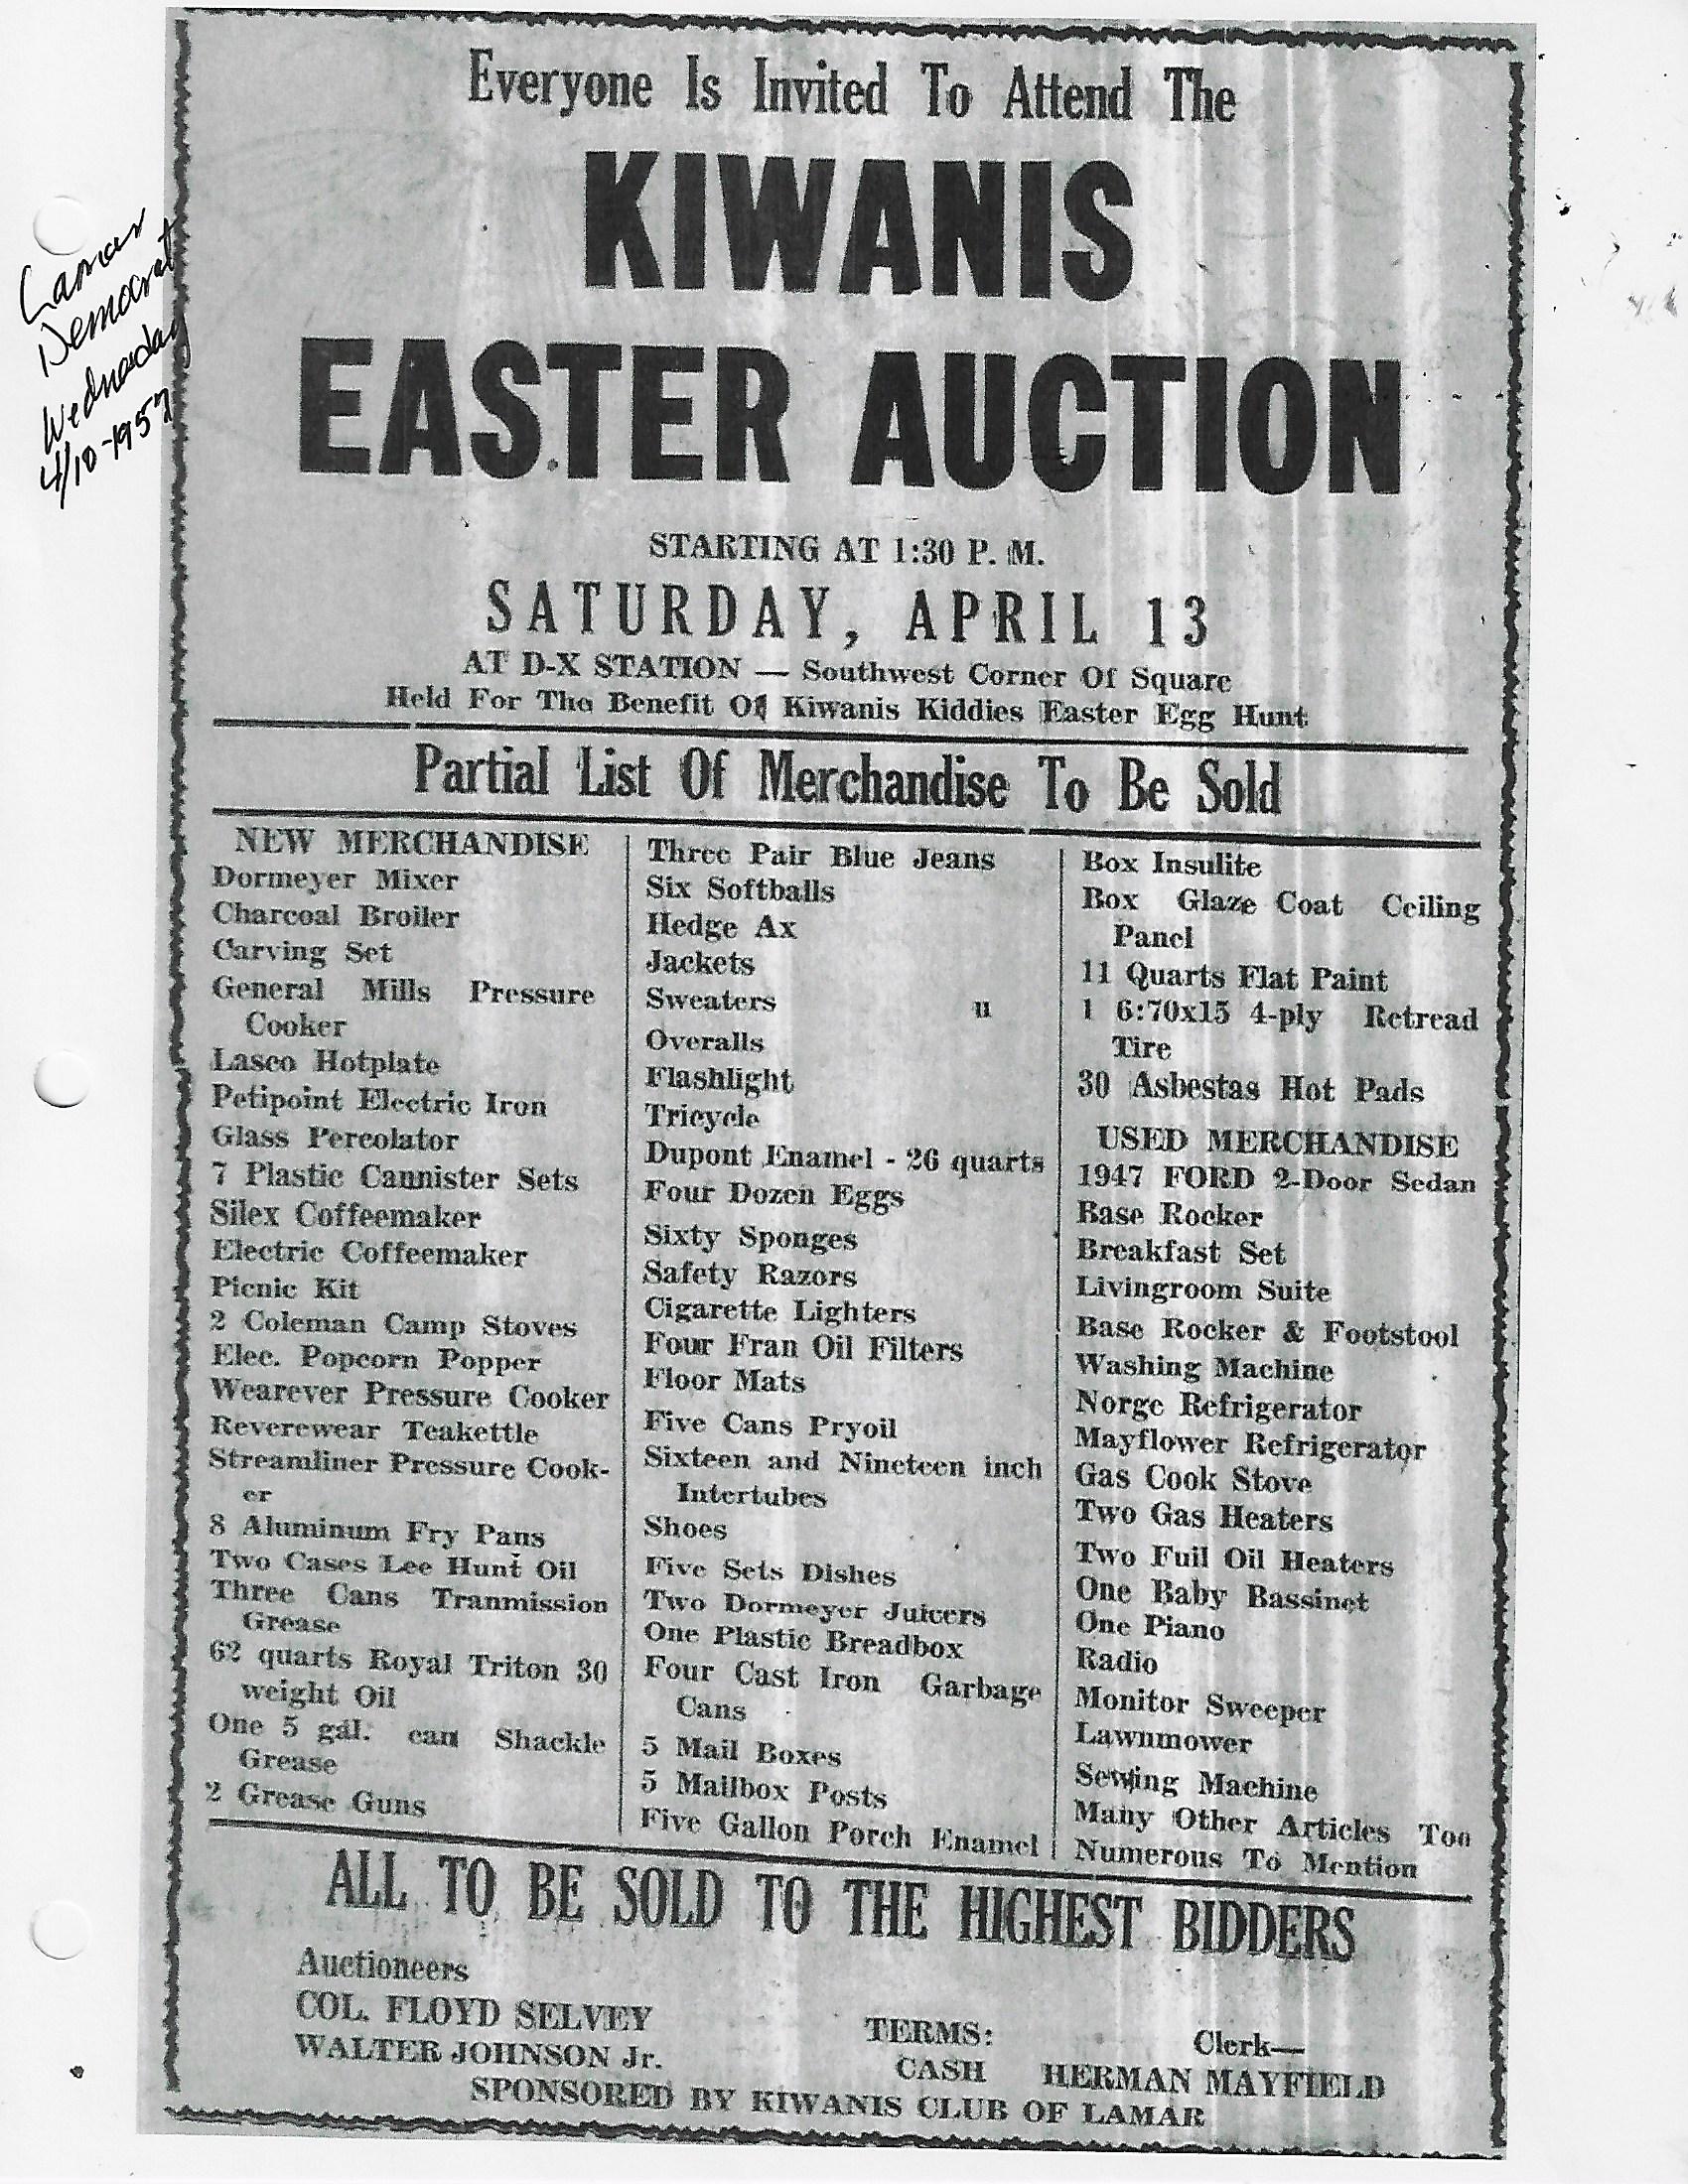 Lamar
Democrat
Wednesday
4/10-1957
Everyone Is Invited To Attend The
KIWANIS
EASTER AUCTION
STARTING AT 1:30 P. M.
SATURDAY, APRIL 13
AT D-X STATION — Southwest Corner Of Square
Held For The Benefit Of Kiwanis Kiddies Easter Egg Hunt
Partial List Of Merchandise To Be Sold
NEW MERCHANDISE
Dormeyer Mixer
Charcoal Broiler
Carving Set
General Mills Pressure
Cooker
Lasco Hotplate
Petipoint Electric Iron
Glass Percolator
7 Plastic Cannister Sets
Silex Coffeemaker
Electric Coffeemaker
Picnic Kit
2 Coleman Camp Stoves
Elec. Popcorn Popper
Wearever Pressure Cooker
Reverewear Teakettle
Streamliner Pressure Cook-
er
8 Aluminum Fry Pans
Two Cases Lee Hunt Oil
Three Cans Tranmission
Grease
62 quarts Royal Triton 30
weight Oil
One 5 gal. can Shackle
Grease
2 Grease Guns
Three Pair Blue Jeans
Six Softballs
Hedge Ax
Jackets
Sweaters u
Overalls
Flashlight
Tricycle
Dupont Enamel - 26 quarts
Four Dozen Eggs
Sixty Sponges
Safety Razors
Cigarette Lighters
Four Fran Oil Filters
Floor Mats
Five Cans Pryoil
Sixteen and Nineteen inch
Intertubes
Shoes
Five Sets Dishes
Two Dormeyer Juicers
One Plastic Breadbox
Four Cast Iron Garbage
Cans
5 Mail Boxes
5 Mailbox Posts
Five Gallon Porch Enamel
Box Insulite
Box Glaze Coat Ceiling
Panel
11 Quarts Flat Paint
1 6:70x15 4-ply Retread
Tire
30 Asbestas Hot Pads
USED MERCHANDISE
1947 FORD 2-Door Sedan
Base Rocker
Breakfast Set
Livingroom Suite
Base Rocker & Footstool
Washing Machine
Norge Refrigerator
Mayflower Refrigerator
Gas Cook Stove
Two Gas Heaters
Two Fuil Oil Heaters
One Baby Bassinet
One Piano
Radio
Monitor Sweeper
Lawnmower
Sewing Machine
Many Other Articles Too
Numerous To Mention
ALL TO BE SOLD TO THE HIGHEST BIDDERS
Auctioneers
COL. FLOYD SELVEY
WALTER JOHNSON Jr.
TERMS:
CASH
Clerk—
HERMAN MAYFIELD
SPONSORED BY KIWANIS CLUB OF LAMAR